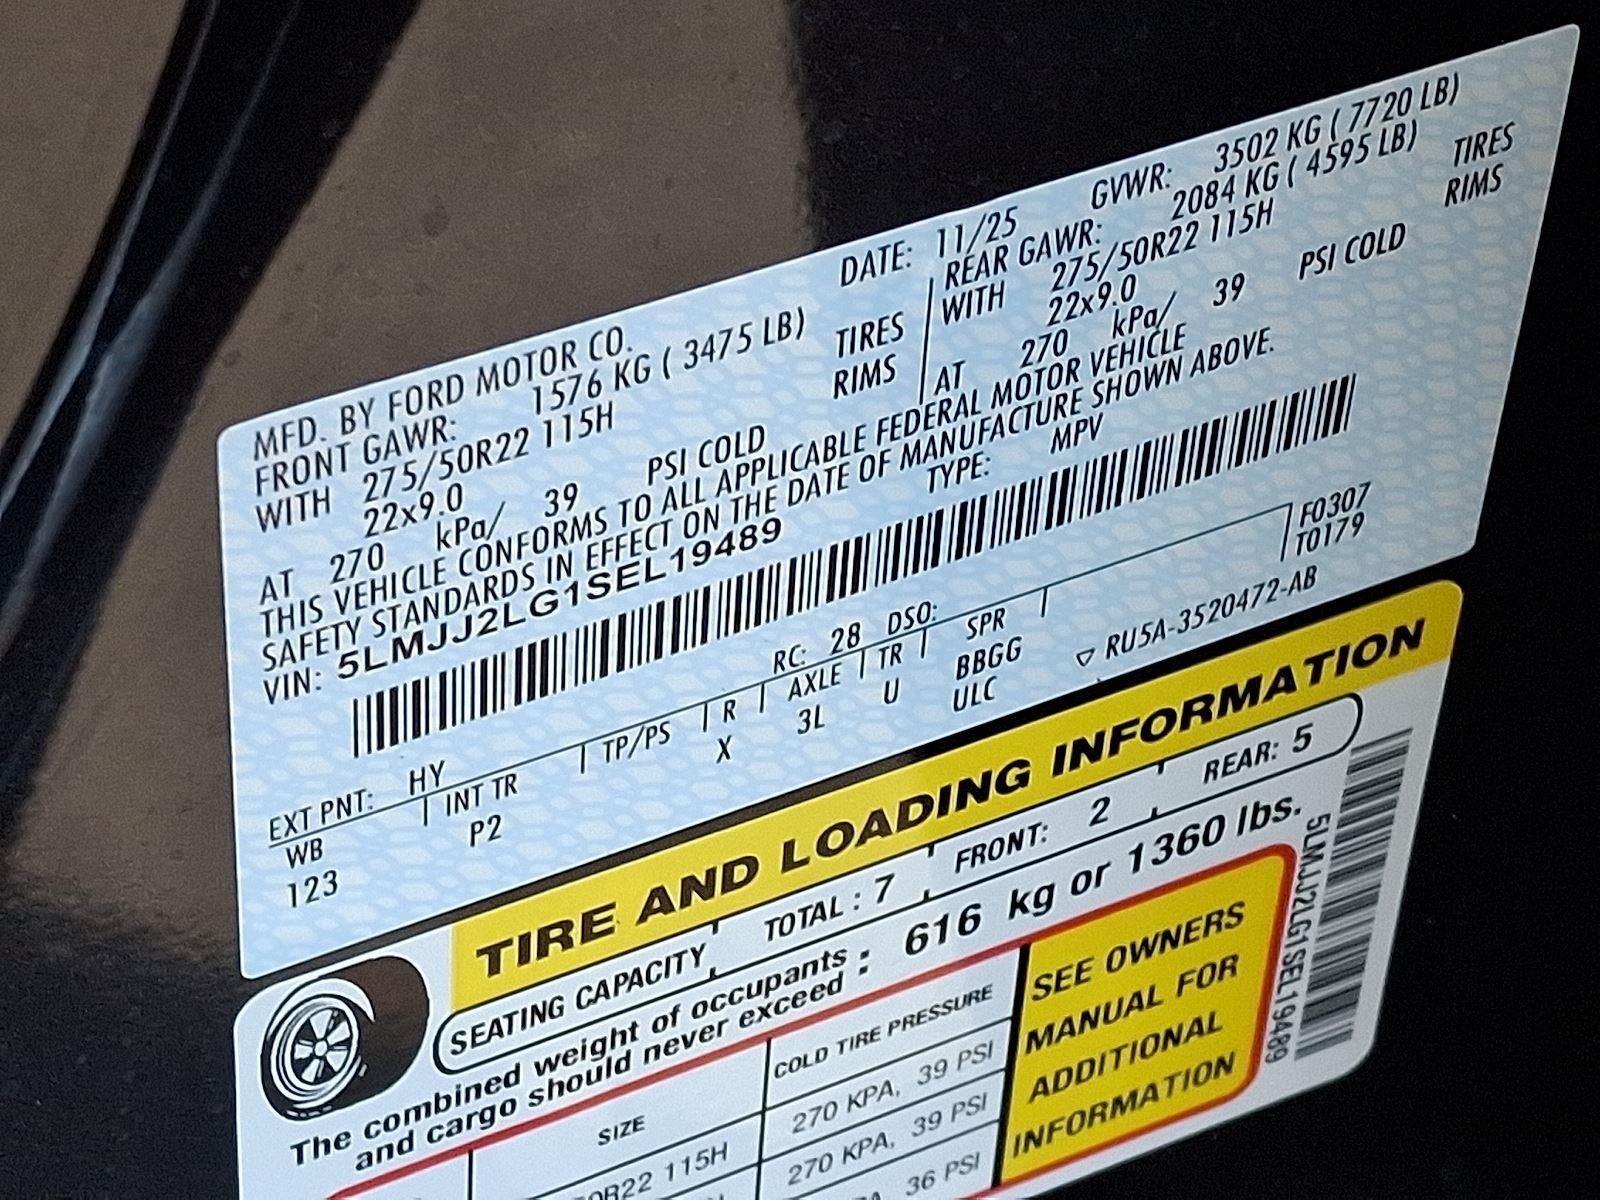 MFD. BY FORD MOTOR CO.
DATE: 11/25 GVWR: 3502 KG ( 7720 LB)
FRONT GAWR: 1576 KG ( 3475 LB)
REAR GAWR: 2084 KG ( 4595 LB)
WITH 275/50R22 115H TIRES
WITH 275/50R22 115H TIRES
22x9.0 RIMS
22x9.0 RIMS
AT 270 kPa/ 39 PSI COLD
AT 270 kPa/ 39 PSI COLD
THIS VEHICLE CONFORMS TO ALL APPLICABLE FEDERAL MOTOR VEHICLE
SAFETY STANDARDS IN EFFECT ON THE DATE OF MANUFACTURE SHOWN ABOVE.
VIN: 5LMJJ2LG1SEL19489 TYPE: MPV
F0307
T0179
EXT PNT: HY RC: 28 DSO:
WB INT TR TP/PS R AXLE TR SPR
123 P2 X 3L U BBGG
ULC
▽ RU5A-3520472-AB
TIRE AND LOADING INFORMATION
SEATING CAPACITY TOTAL : 7 FRONT: 2 REAR: 5
The combined weight of occupants
and cargo should never exceed : 616 kg or 1360 lbs.
SIZE COLD TIRE PRESSURE
0R22 115H 270 KPA, 39 PSI
270 KPA, 39 PSI
36 PSI
SEE OWNERS
MANUAL FOR
ADDITIONAL
INFORMATION
5LMJJ2LG1SEL19489